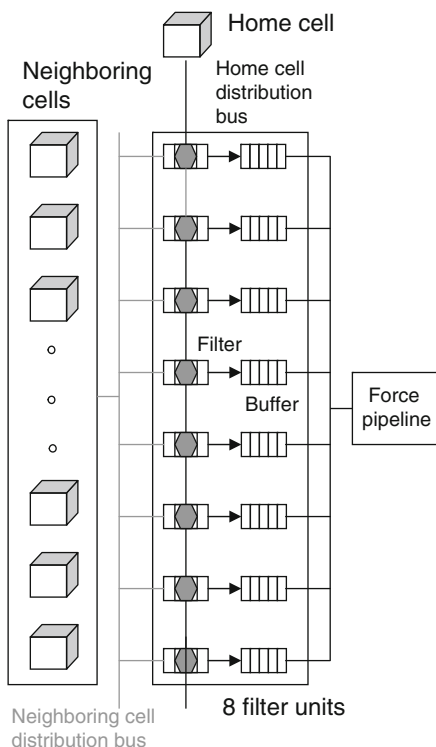 Home cell
Neighboring
cells
Home cell
distribution
bus
Filter
Buffer
Force
pipeline
8 filter units
Neighboring cell
distribution bus